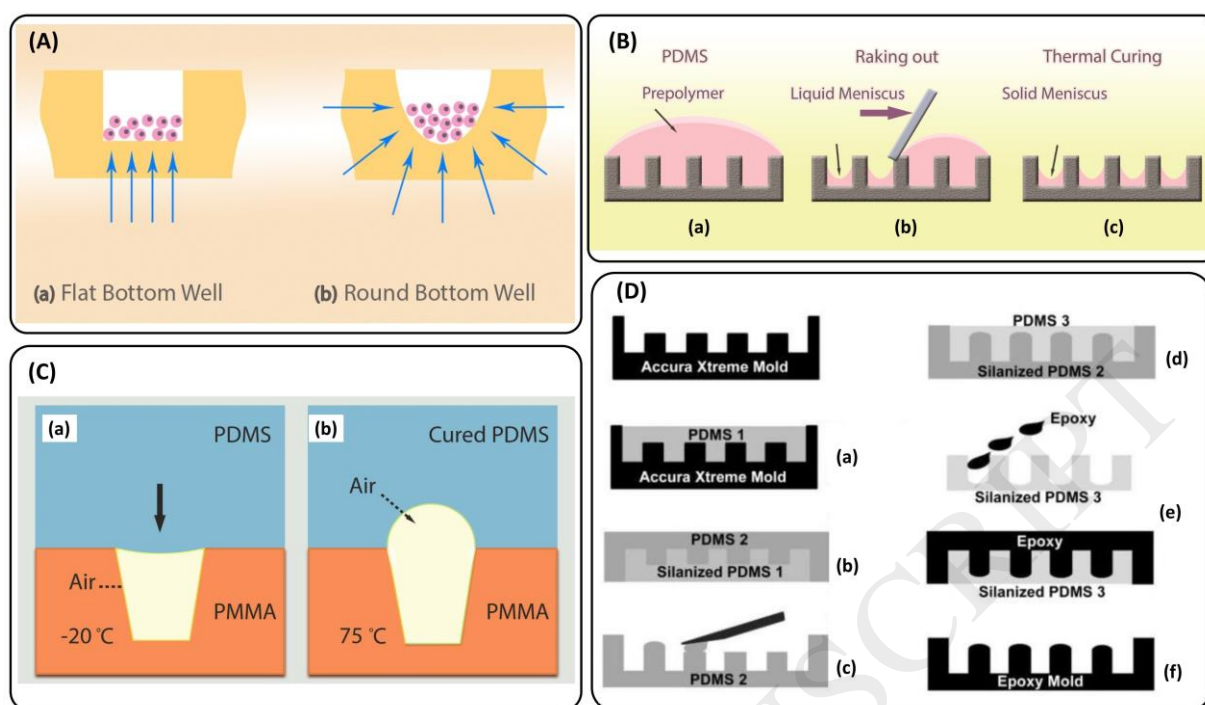 (A)
(a) Flat Bottom Well
(b) Round Bottom Well
(B)
PDMS
Raking out
Thermal Curing
Prepolymer
Liquid Meniscus
Solid Meniscus
(a)
(b)
(c)
(C)
(a)
PDMS
Air
PMMA
-20 °C
(b)
Cured PDMS
Air
PMMA
75 °C
(D)
Accura Xtreme Mold
PDMS 1
Accura Xtreme Mold
(a)
PDMS 2
Silanized PDMS 1
(b)
PDMS 2
(c)
PDMS 3
Silanized PDMS 2
(d)
Epoxy
Silanized PDMS 3
(e)
Epoxy
Silanized PDMS 3
Epoxy Mold
(f)